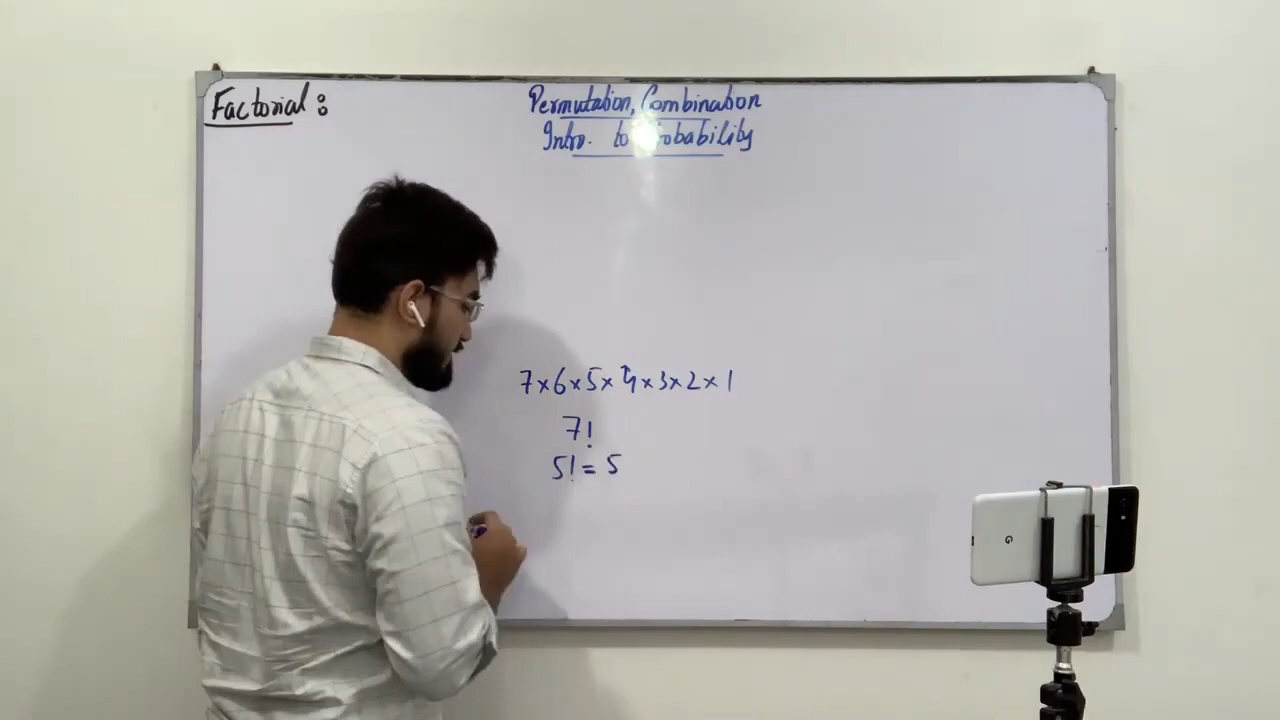 Factorial :
Permutation, Combination
Intro. to Probability
7×6×5×4×3×2×1
7!
5! = 5
G